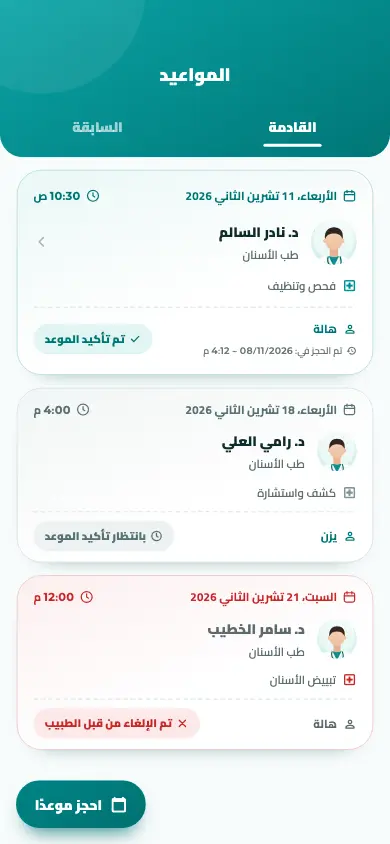 المواعيد
القادمة
السابقة
الأربعاء، 11 تشرين الثاني 2026
10:30 ص
د. نادر السالم
طب الأسنان
فحص وتنظيف
هالة
تم الحجز في: 08/11/2026 - 4:12 م
تم تأكيد الموعد
الأربعاء، 18 تشرين الثاني 2026
4:00 م
د. رامي العلي
طب الأسنان
كشف واستشارة
يزن
بانتظار تأكيد الموعد
السبت، 21 تشرين الثاني 2026
12:00 م
د. سامر الخطيب
طب الأسنان
تبييض الأسنان
هالة
تم الإلغاء من قبل الطبيب
احجز موعدًا